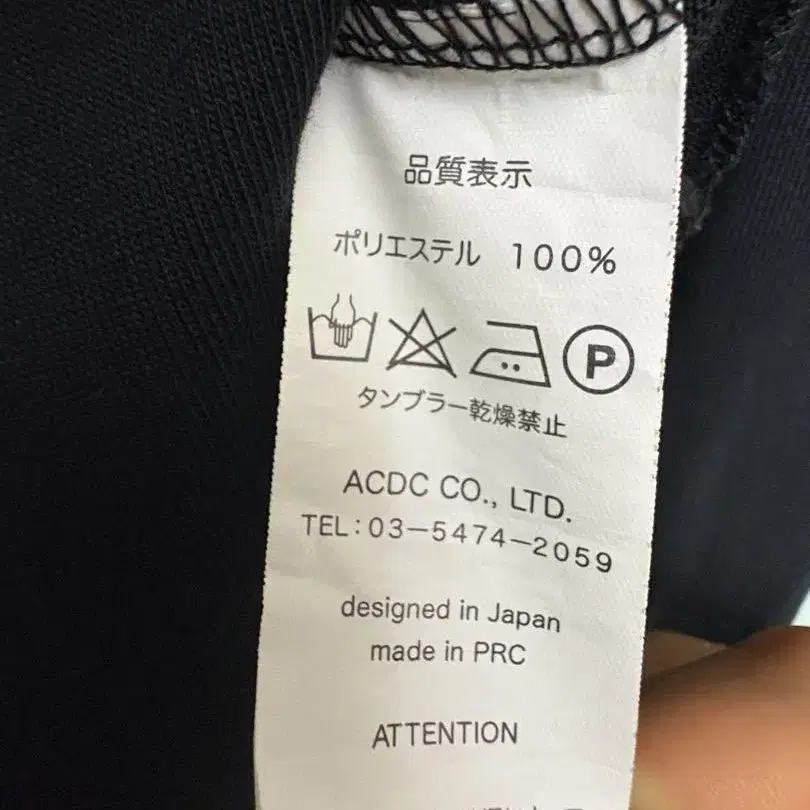 品質表示
ポリエステル 100%
P
タンブラー乾燥禁止
ACDC CO., LTD.
TEL:03-5474-2059
designed in Japan
made in PRC
ATTENTION